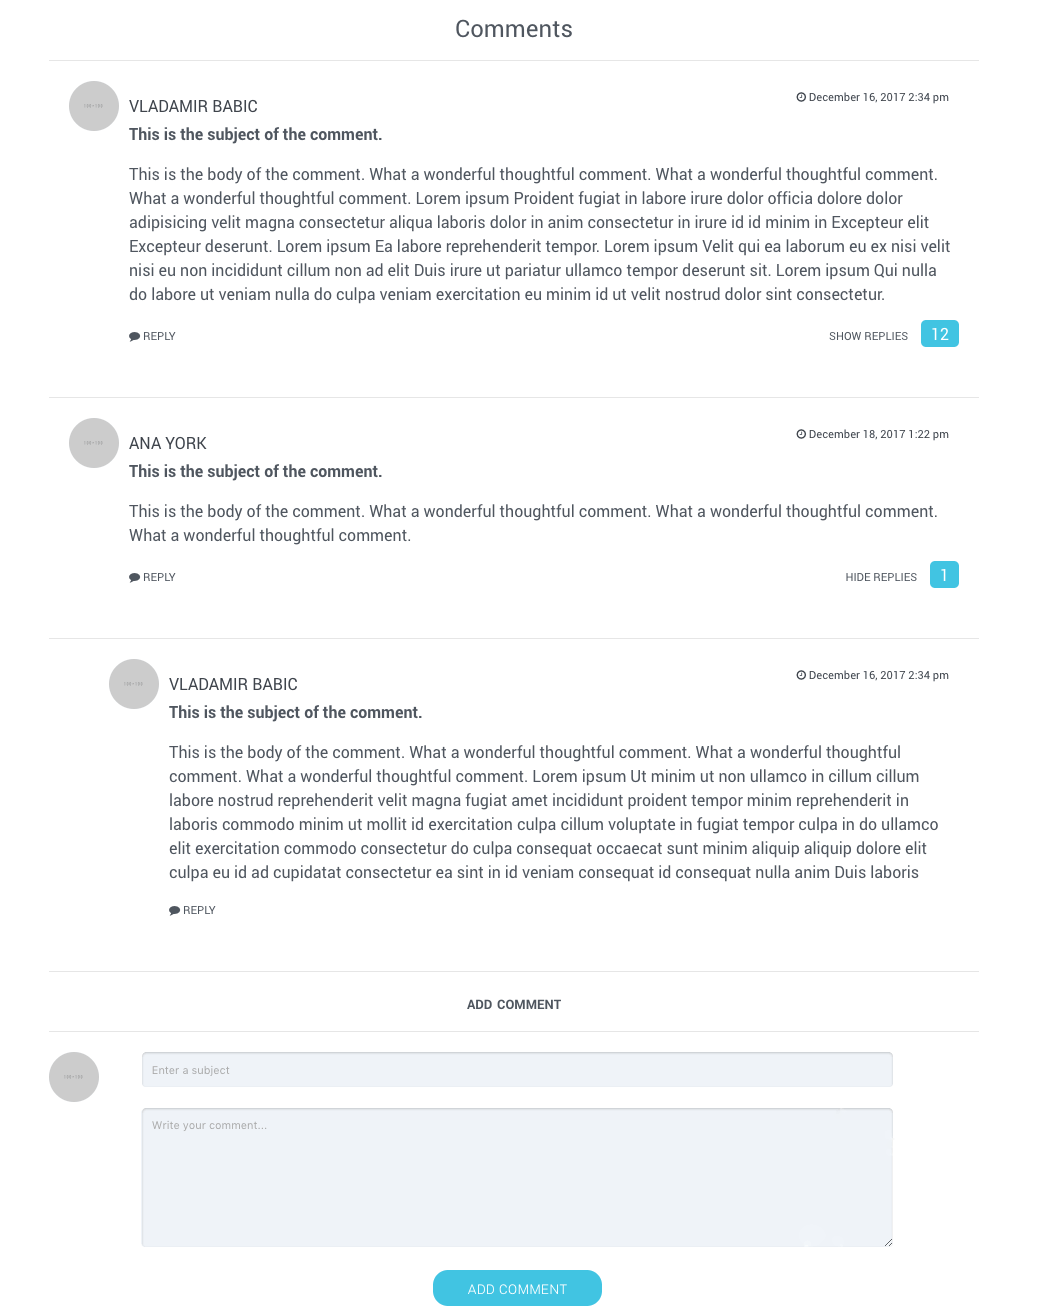 Comments
VLADAMIR BABIC
December 16, 2017 2:34 pm
This is the subject of the comment.
This is the body of the comment. What a wonderful thoughtful comment. What a wonderful thoughtful comment.
What a wonderful thoughtful comment. Lorem ipsum Proident fugiat in labore irure dolor officia dolore dolor
adipisicing velit magna consectetur aliqua laboris dolor in anim consectetur in irure id id minim in Excepteur elit
Excepteur deserunt. Lorem ipsum Ea labore reprehenderit tempor. Lorem ipsum Velit qui ea laborum eu ex nisi velit
nisi eu non incididunt cillum non ad elit Duis irure ut pariatur ullamco tempor deserunt sit. Lorem ipsum Qui nulla
do labore ut veniam nulla do culpa veniam exercitation eu minim id ut velit nostrud dolor sint consectetur.
REPLY
SHOW REPLIES 12
ANA YORK
December 18, 2017 1:22 pm
This is the subject of the comment.
This is the body of the comment. What a wonderful thoughtful comment. What a wonderful thoughtful comment.
What a wonderful thoughtful comment.
REPLY
HIDE REPLIES 1
VLADAMIR BABIC
December 16, 2017 2:34 pm
This is the subject of the comment.
This is the body of the comment. What a wonderful thoughtful comment. What a wonderful thoughtful
comment. What a wonderful thoughtful comment. Lorem ipsum Ut minim ut non ullamco in cillum cillum
labore nostrud reprehenderit velit magna fugiat amet incididunt proident tempor minim reprehenderit in
laboris commodo minim ut mollit id exercitation culpa cillum voluptate in fugiat tempor culpa in do ullamco
elit exercitation commodo consectetur do culpa consequat occaecat sunt minim aliquip aliquip dolore elit
culpa eu id ad cupidatat consectetur ea sint in id veniam consequat id consequat nulla anim Duis laboris
REPLY
ADD COMMENT
Enter a subject
Write your comment...
ADD COMMENT